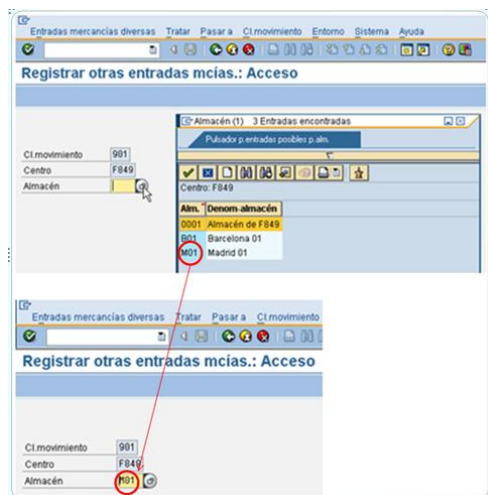 Entradas mercancías diversas Tratar Pasar a Cl.movimiento Entorno Sistema Ayuda
Registrar otras entradas mcías.: Acceso
Almacén (1) 3 Entradas encontradas
Pulsador p.entradas posibles p.alm.
Cl.movimiento 901
Centro F849
Almacén
Centro: F849
Alm. Denom-almacén
0001 Almacén de F849
B01 Barcelona 01
M01 Madrid 01
Entradas mercancías diversas Tratar Pasar a Cl.movimiento
Registrar otras entradas mcías.: Acceso
Cl.movimiento 901
Centro F849
Almacén M01